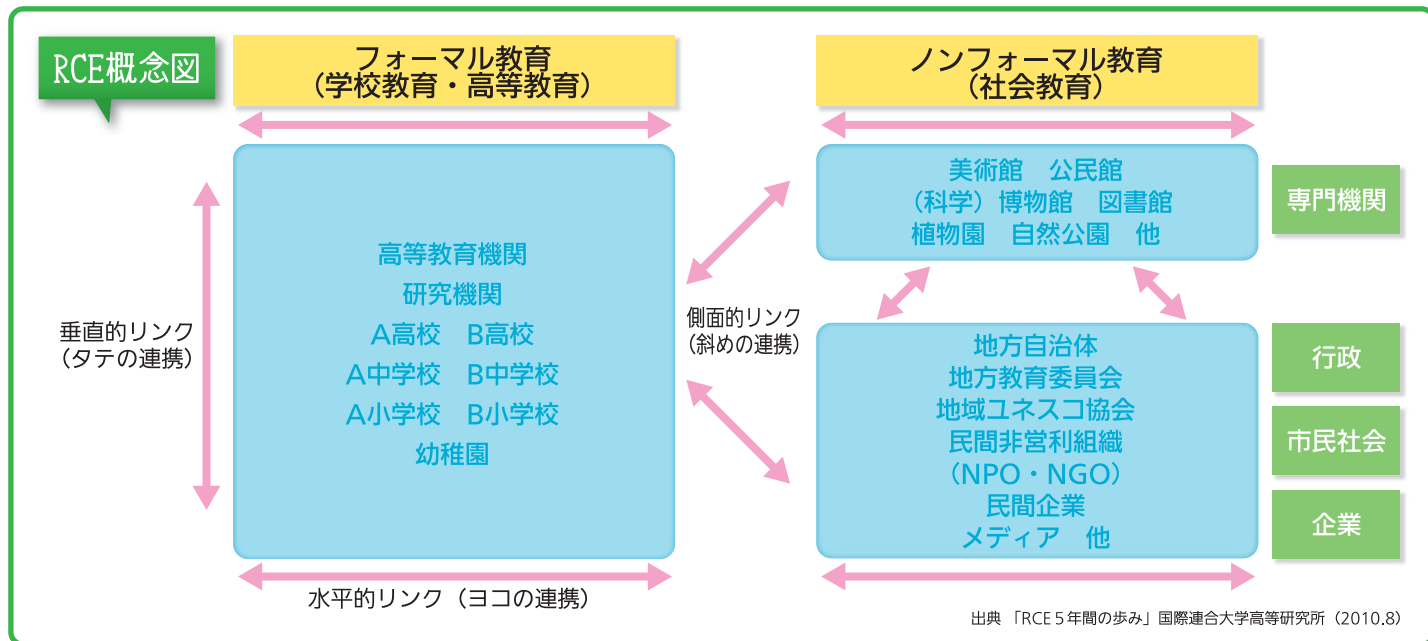 RCE概念図
フォーマル教育
（学校教育・高等教育）
ノンフォーマル教育
（社会教育）
垂直的リンク
（タテの連携）
高等教育機関
研究機関
A高校　B高校
A中学校　B中学校
A小学校　B小学校
幼稚園
水平的リンク（ヨコの連携）
側面的リンク
（斜めの連携）
美術館　公民館
（科学）博物館　図書館
植物園　自然公園　他
地方自治体
地方教育委員会
地域ユネスコ協会
民間非営利組織
（NPO・NGO）
民間企業
メディア　他
専門機関
行政
市民社会
企業
出典 「RCE５年間の歩み」国際連合大学高等研究所（2010.8）